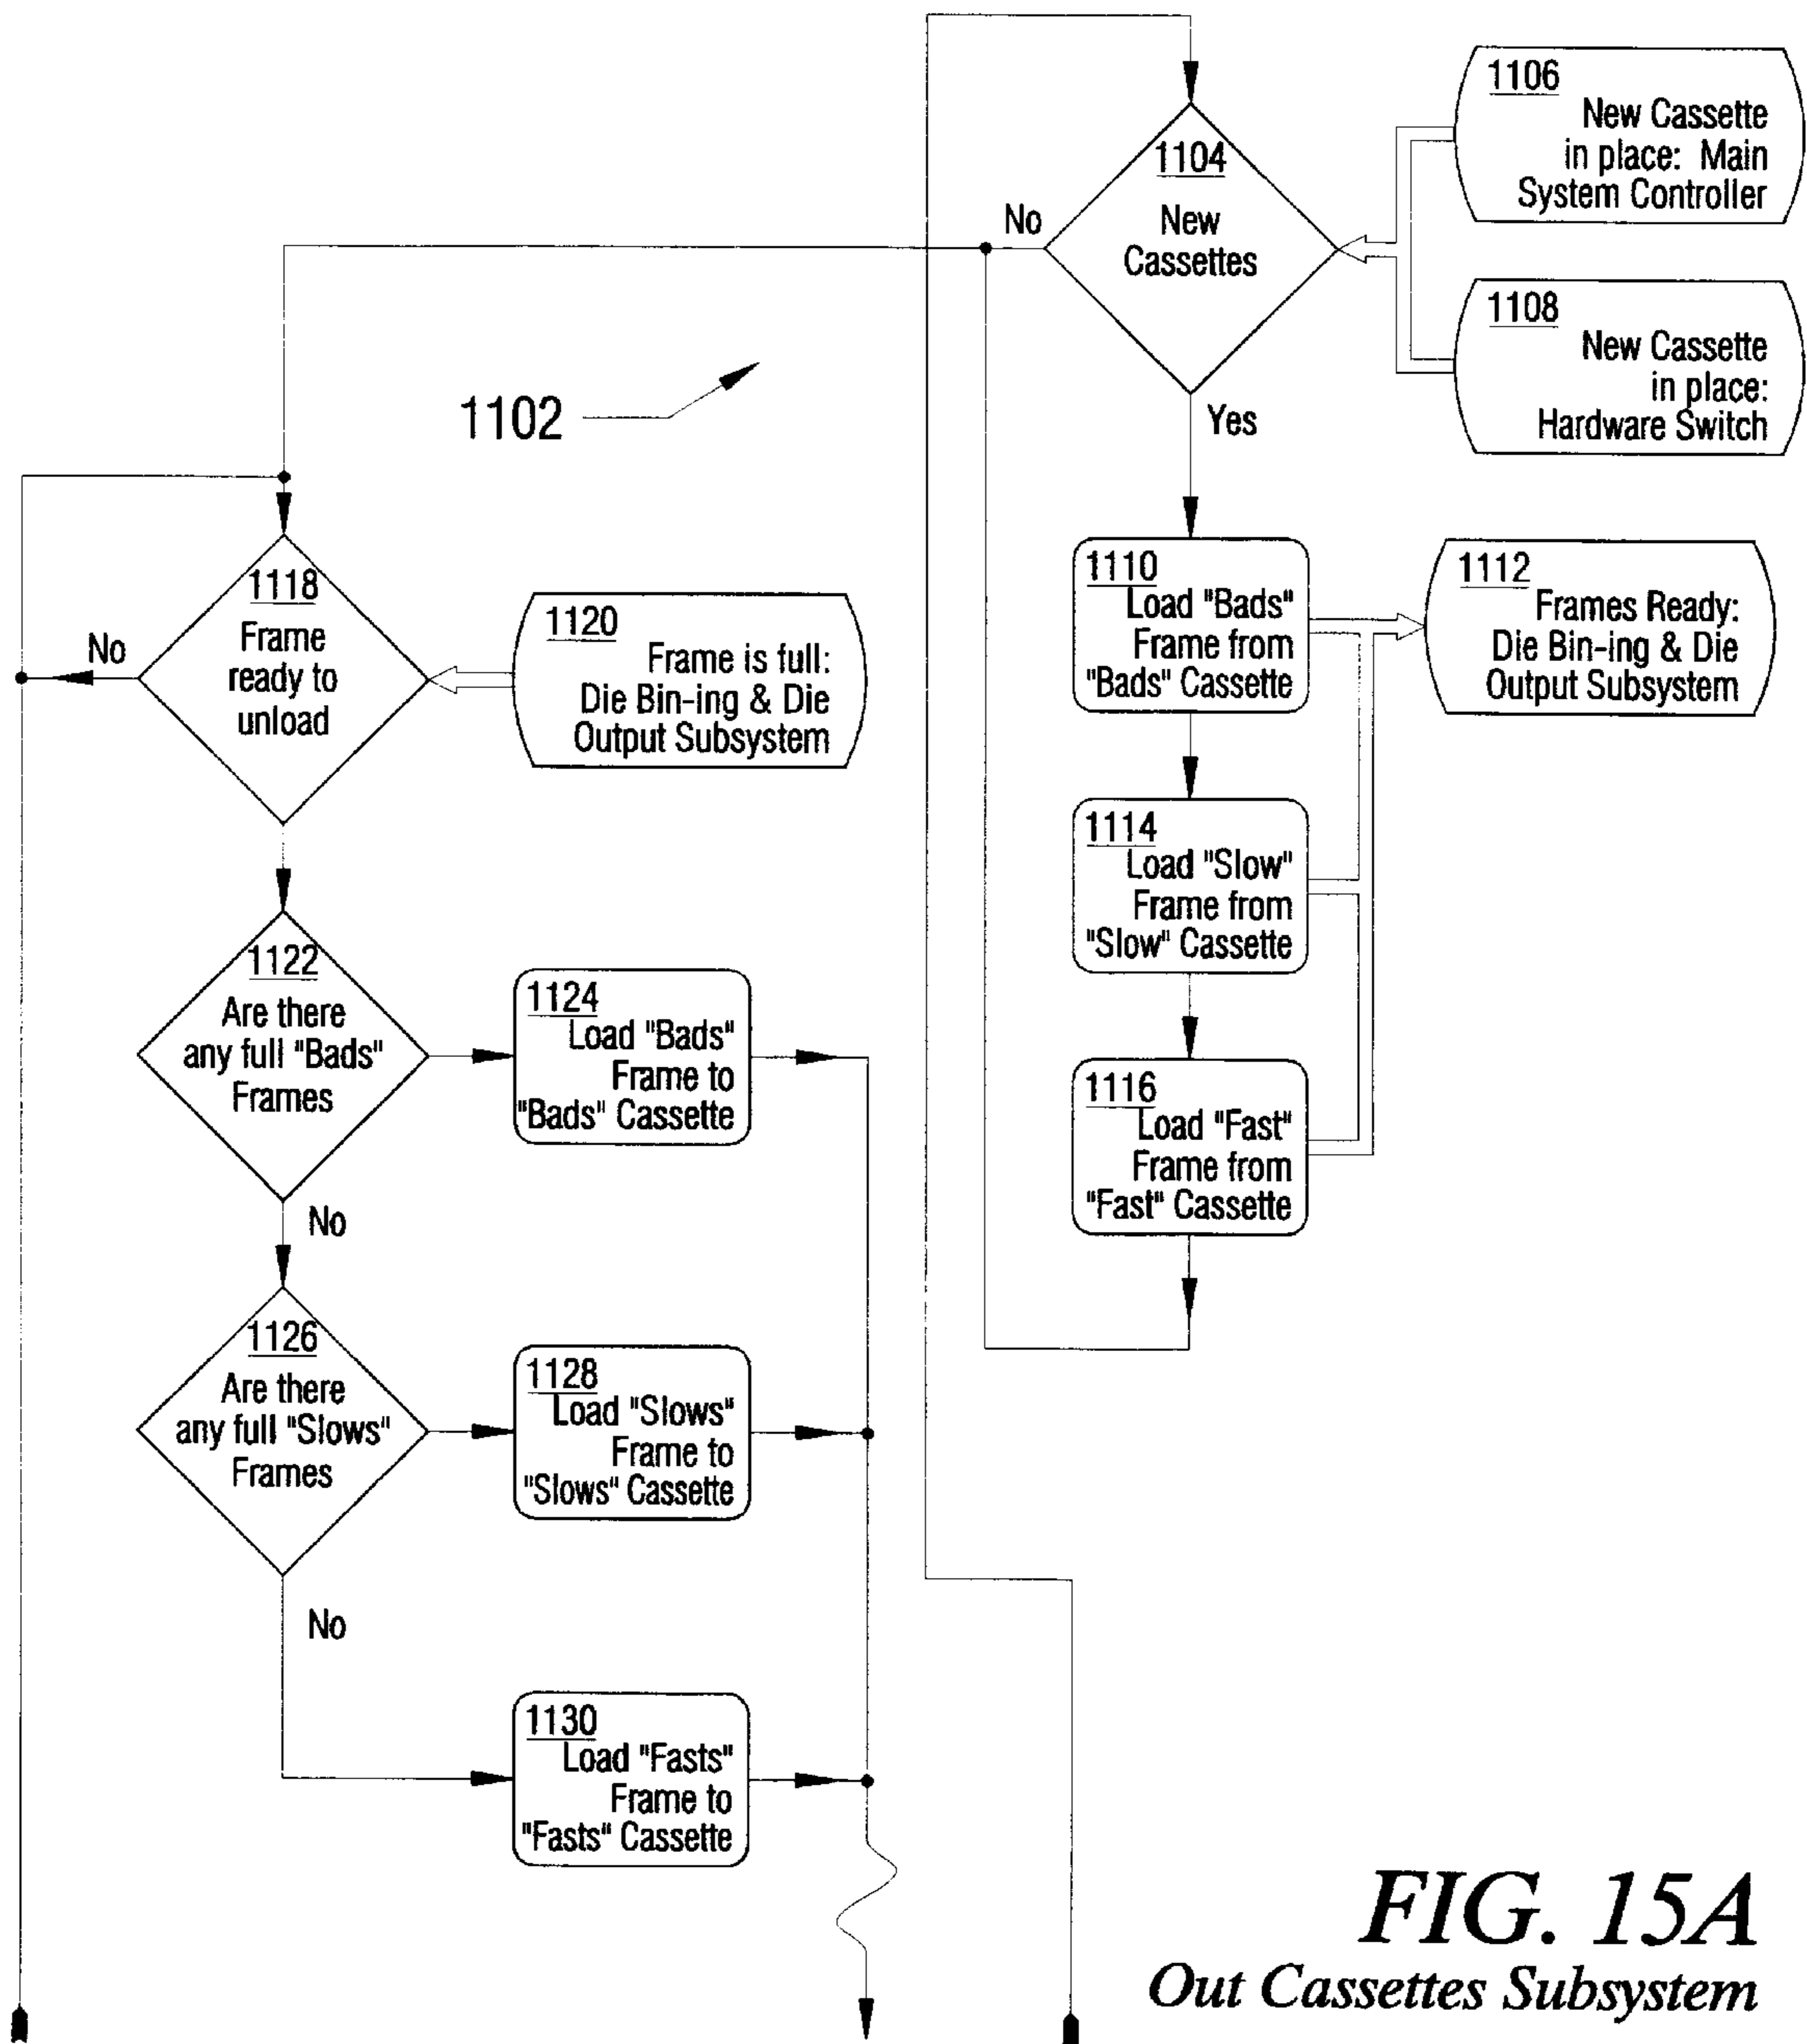 1106
New Cassette
in place: Main
System Controller
1104
New
Cassettes
No
Yes
1108
New Cassette
in place:
Hardware Switch
1102
1110
Load "Bads"
Frame from
"Bads" Cassette
1112
Frames Ready:
Die Bin-ing & Die
Output Subsystem
1114
Load "Slow"
Frame from
"Slow" Cassette
1116
Load "Fast"
Frame from
"Fast" Cassette
1118
Frame
ready to
unload
No
1120
Frame is full:
Die Bin-ing & Die
Output Subsystem
1122
Are there
any full "Bads"
Frames
No
1124
Load "Bads"
Frame to
"Bads" Cassette
1126
Are there
any full "Slows"
Frames
No
1128
Load "Slows"
Frame to
"Slows" Cassette
1130
Load "Fasts"
Frame to
"Fasts" Cassette
FIG. 15A
Out Cassettes Subsystem